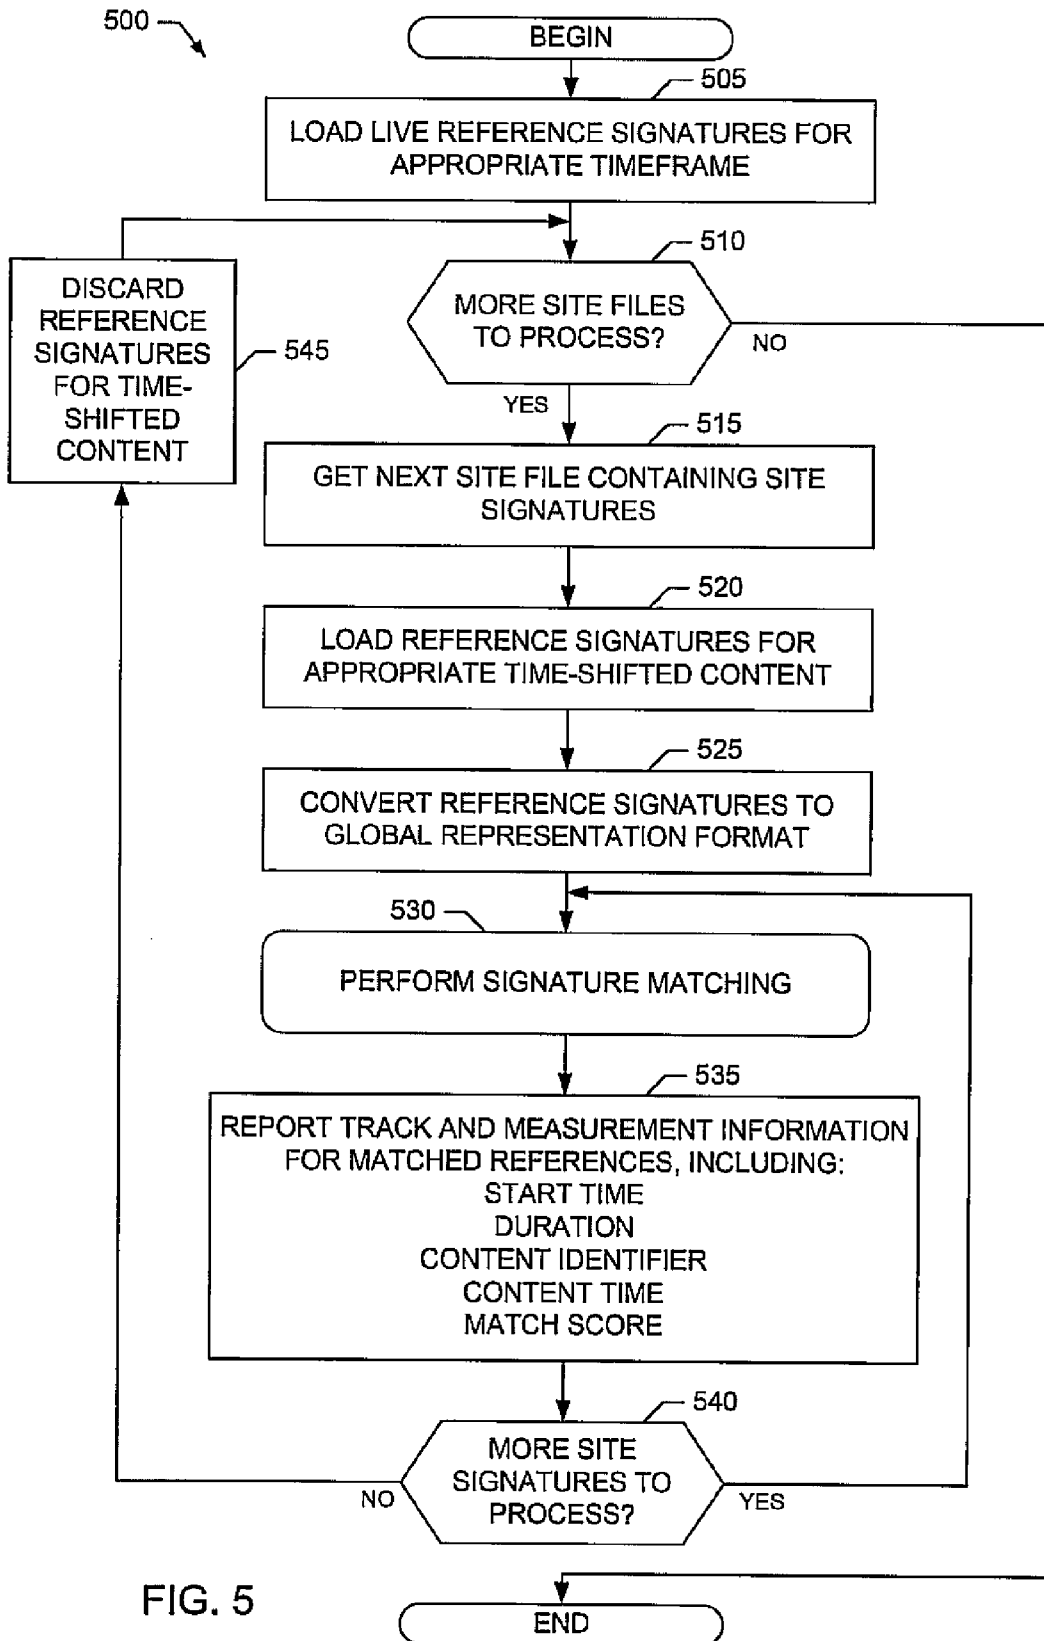 500
BEGIN
505
LOAD LIVE REFERENCE SIGNATURES FOR
APPROPRIATE TIMEFRAME
510
MORE SITE FILES
TO PROCESS?
NO
YES
DISCARD
REFERENCE
SIGNATURES
FOR TIME-
SHIFTED
CONTENT
545
515
GET NEXT SITE FILE CONTAINING SITE
SIGNATURES
520
LOAD REFERENCE SIGNATURES FOR
APPROPRIATE TIME-SHIFTED CONTENT
525
CONVERT REFERENCE SIGNATURES TO
GLOBAL REPRESENTATION FORMAT
530
PERFORM SIGNATURE MATCHING
535
REPORT TRACK AND MEASUREMENT INFORMATION
FOR MATCHED REFERENCES, INCLUDING:
START TIME
DURATION
CONTENT IDENTIFIER
CONTENT TIME
MATCH SCORE
540
MORE SITE
SIGNATURES TO
PROCESS?
NO
YES
FIG. 5
END